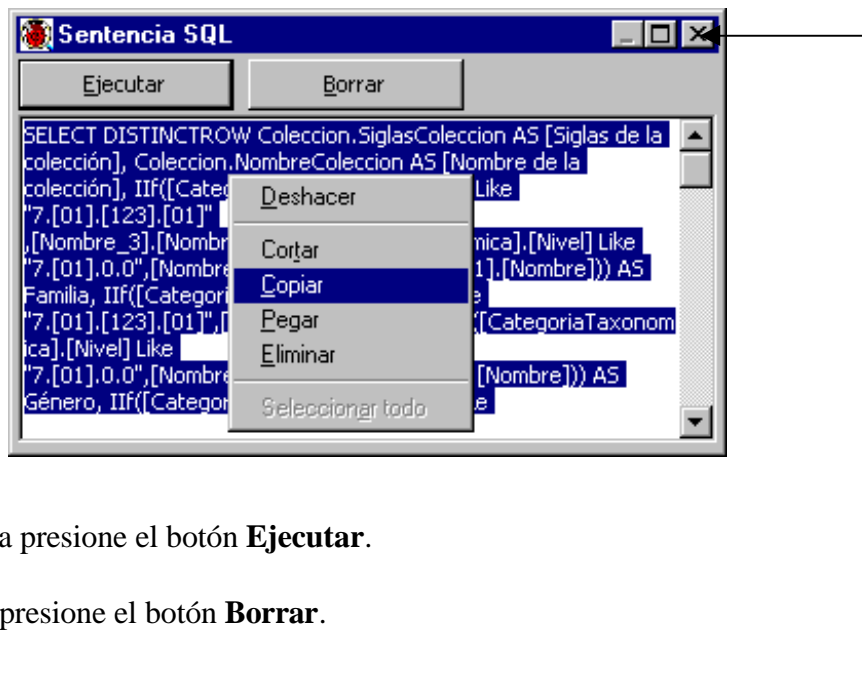 Sentencia SQL
Ejecutar Borrar
SELECT DISTINCTROW Coleccion.SiglasColeccion AS [Siglas de la
colección], Coleccion.NombreColeccion AS [Nombre de la
colección], IIf([Categ Like
"7.[01].[123].[01]"
,[Nombre_3].[Nombr mica].[Nivel] Like
"7.[01].0.0",[Nombre 1].[Nombre])) AS
Familia, IIf([Categori
"7.[01].[123].[01]",[ ([CategoriaTaxonom
ica].[Nivel] Like
"7.[01].0.0",[Nombre [Nombre])) AS
Género, IIf([Categor e
Deshacer
Cortar
Copiar
Pegar
Eliminar
Seleccionar todo
a presione el botón Ejecutar.
presione el botón Borrar.